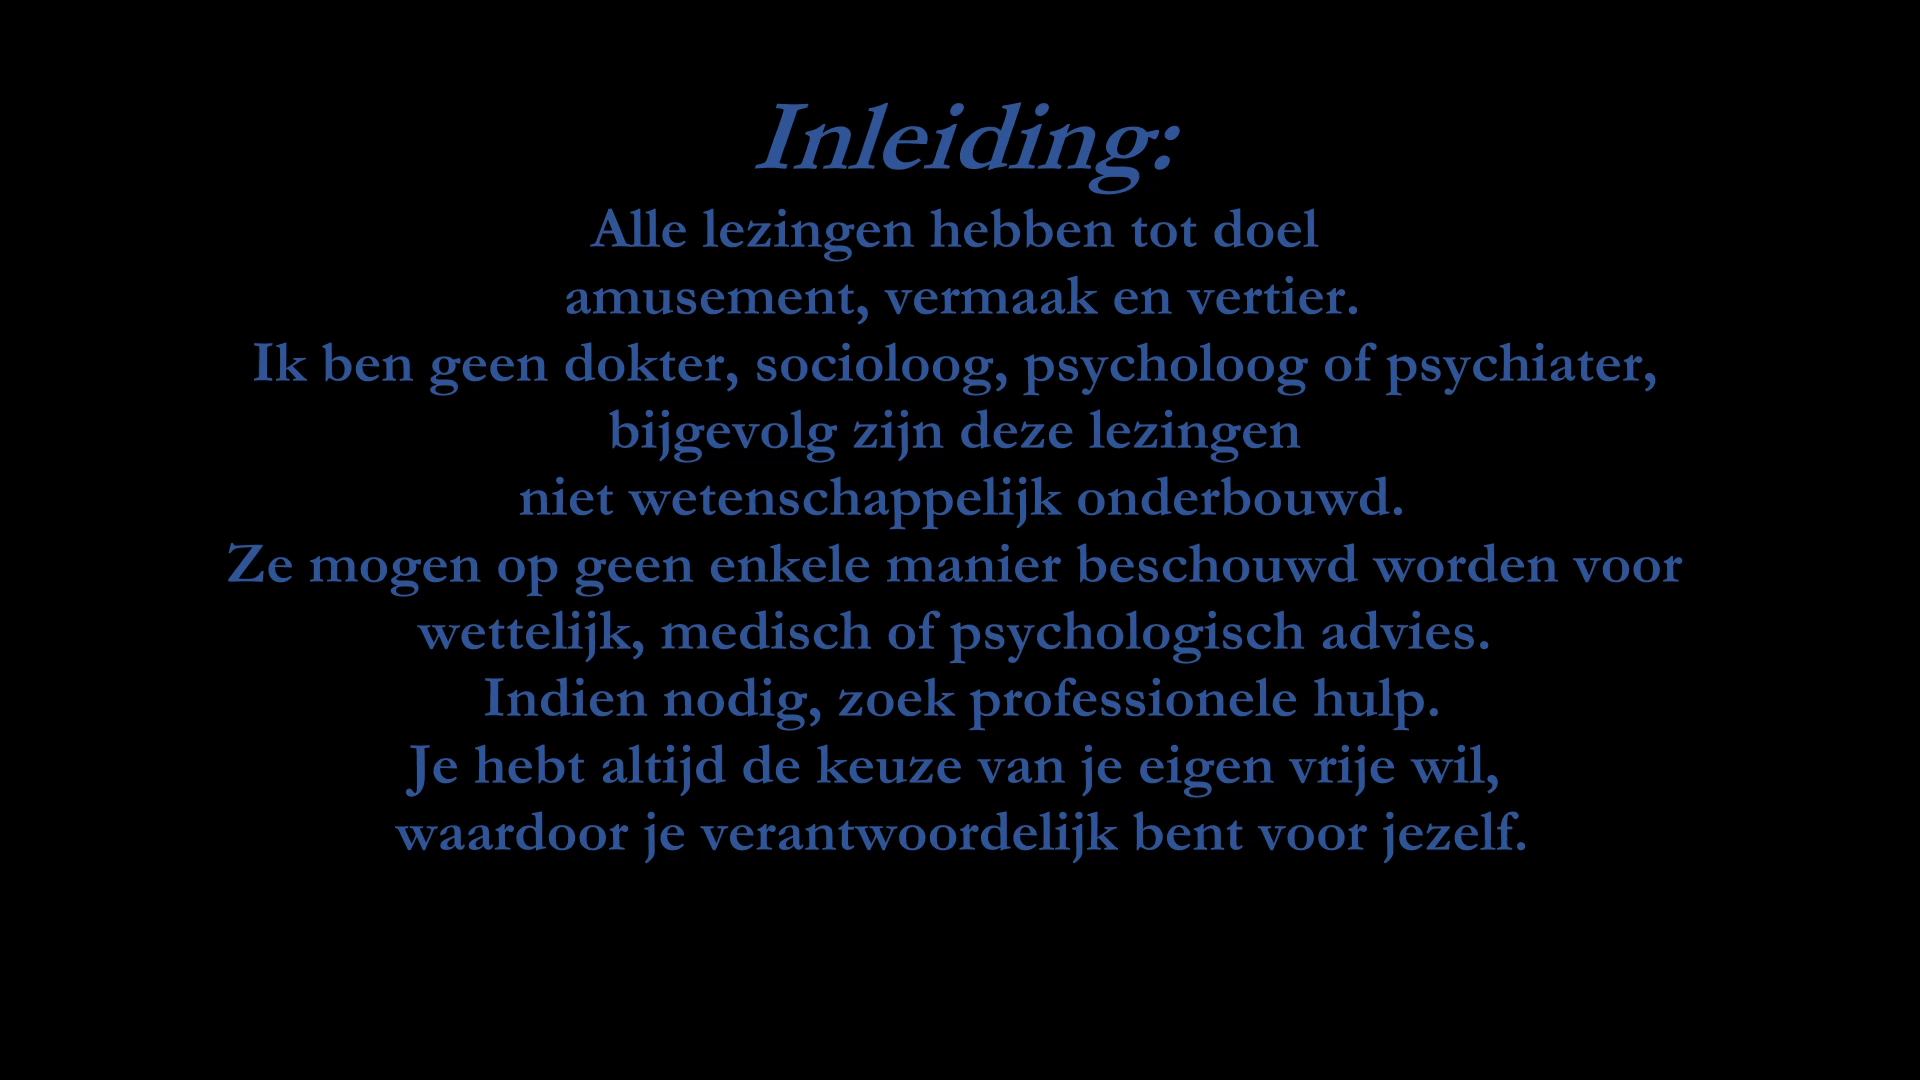 Inleiding:
Alle lezingen hebben tot doel
amusement, vermaak en vertier.
Ik ben geen dokter, socioloog, psycholoog of psychiater,
bijgevolg zijn deze lezingen
niet wetenschappelijk onderbouwd.
Ze mogen op geen enkele manier beschouwd worden voor
wettelijk, medisch of psychologisch advies.
Indien nodig, zoek professionele hulp.
Je hebt altijd de keuze van je eigen vrije wil,
waardoor je verantwoordelijk bent voor jezelf.